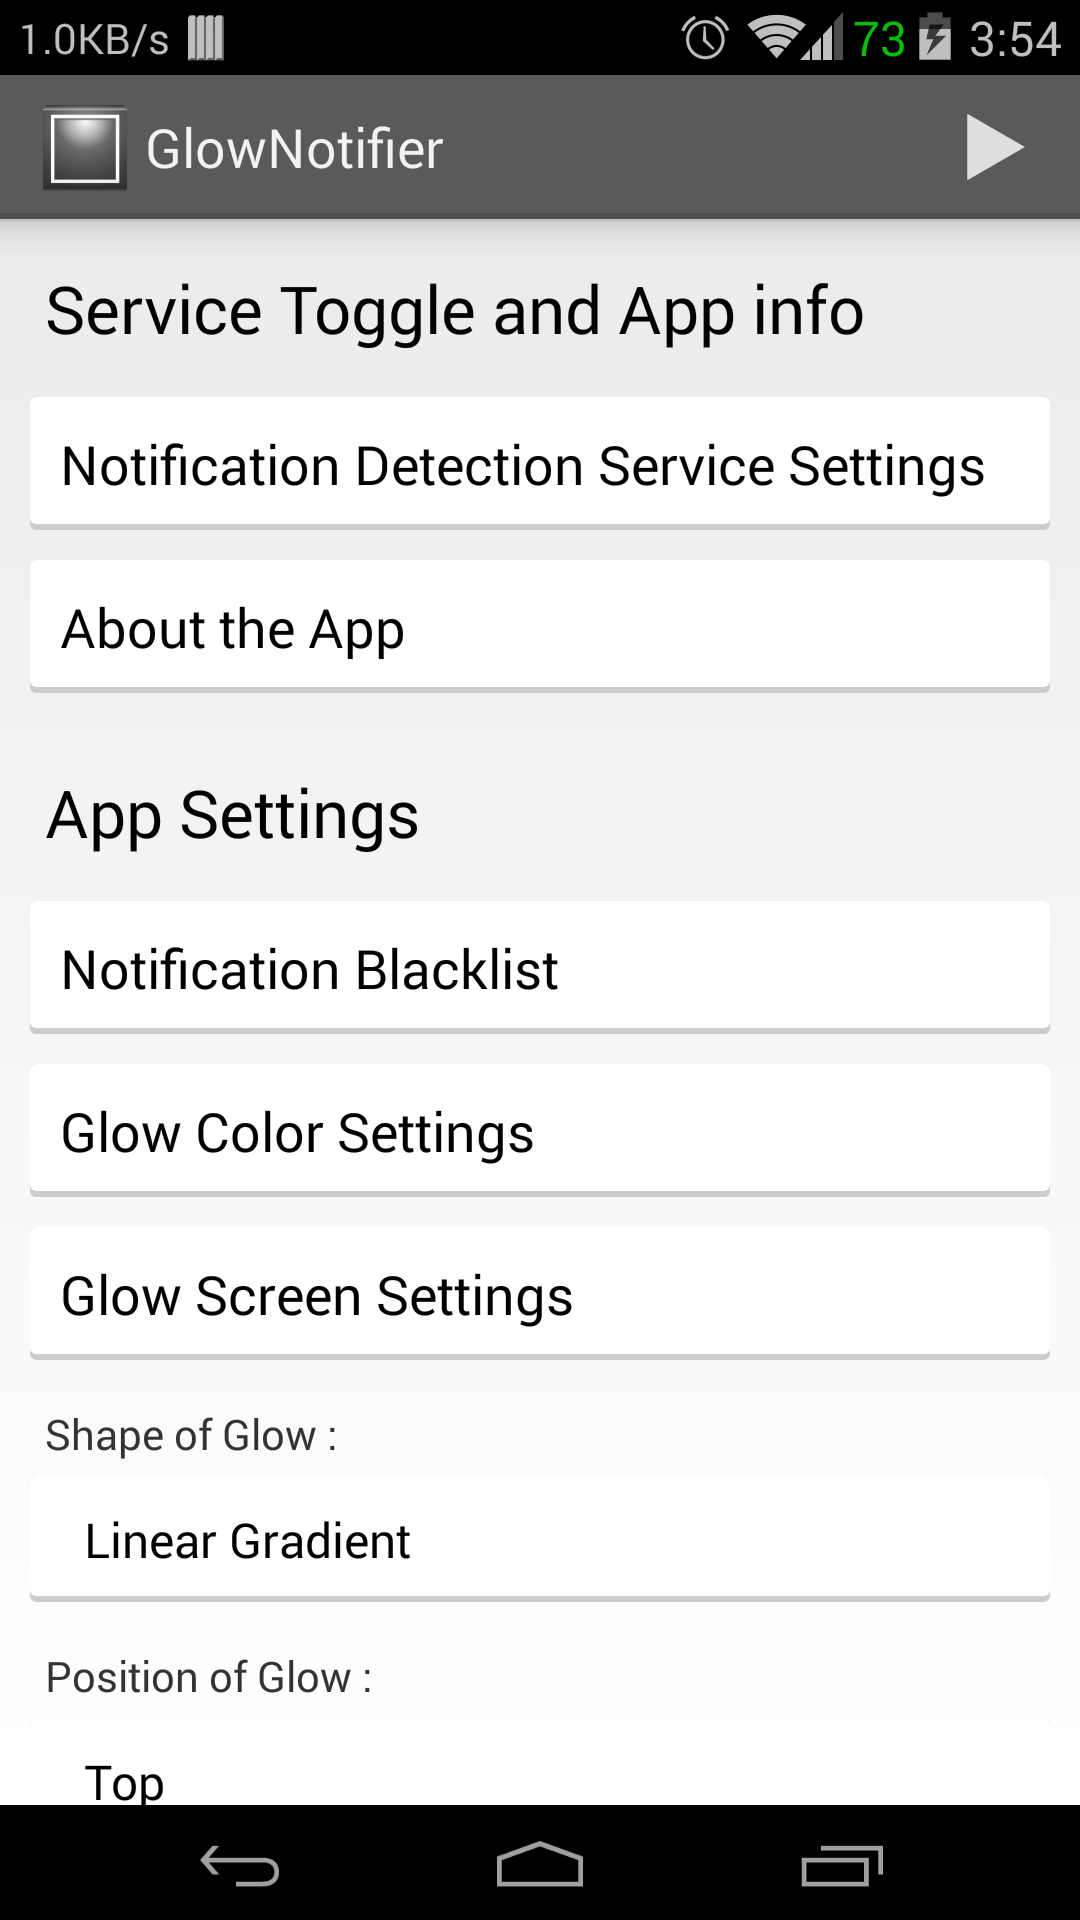 1.0KB/s 73 3:54
GlowNotifier
Service Toggle and App info
Notification Detection Service Settings
About the App
App Settings
Notification Blacklist
Glow Color Settings
Glow Screen Settings
Shape of Glow :
Linear Gradient
Position of Glow :
Top